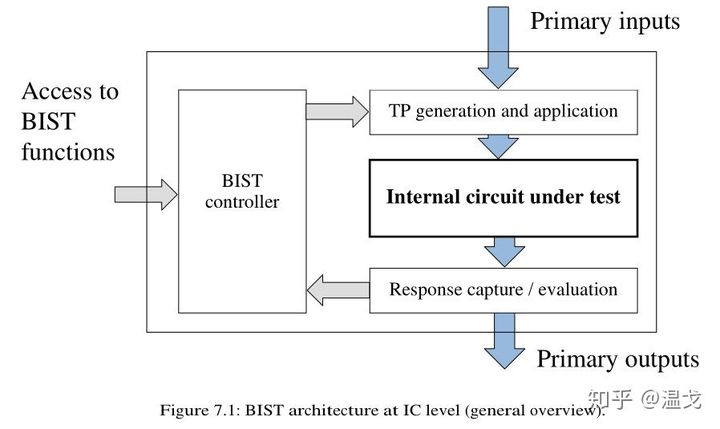 Primary inputs
Access to
BIST
functions
TP generation and application
BIST
controller
Internal circuit under test
Response capture / evaluation
Primary outputs
知乎 @温戈
Figure 7.1: BIST architecture at IC level (general overview).